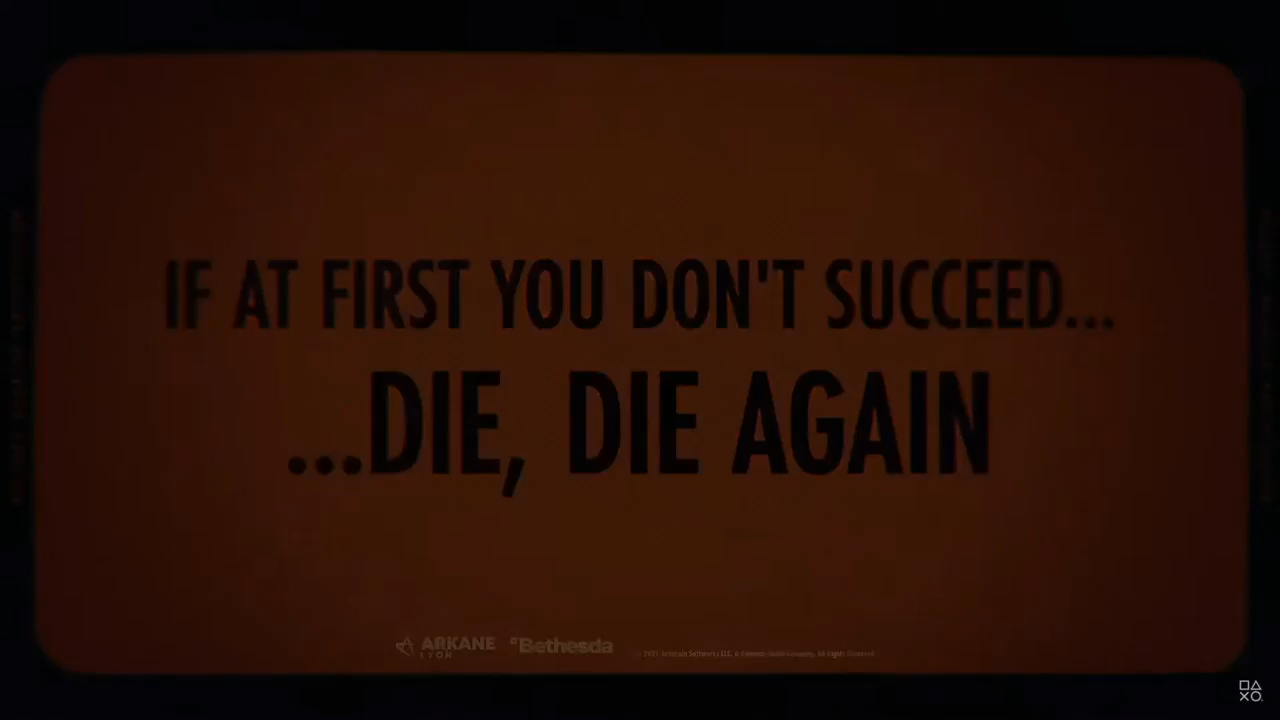 IF AT FIRST YOU DON'T SUCCEED...
...DIE, DIE AGAIN
ARKANE
LYON
Bethesda